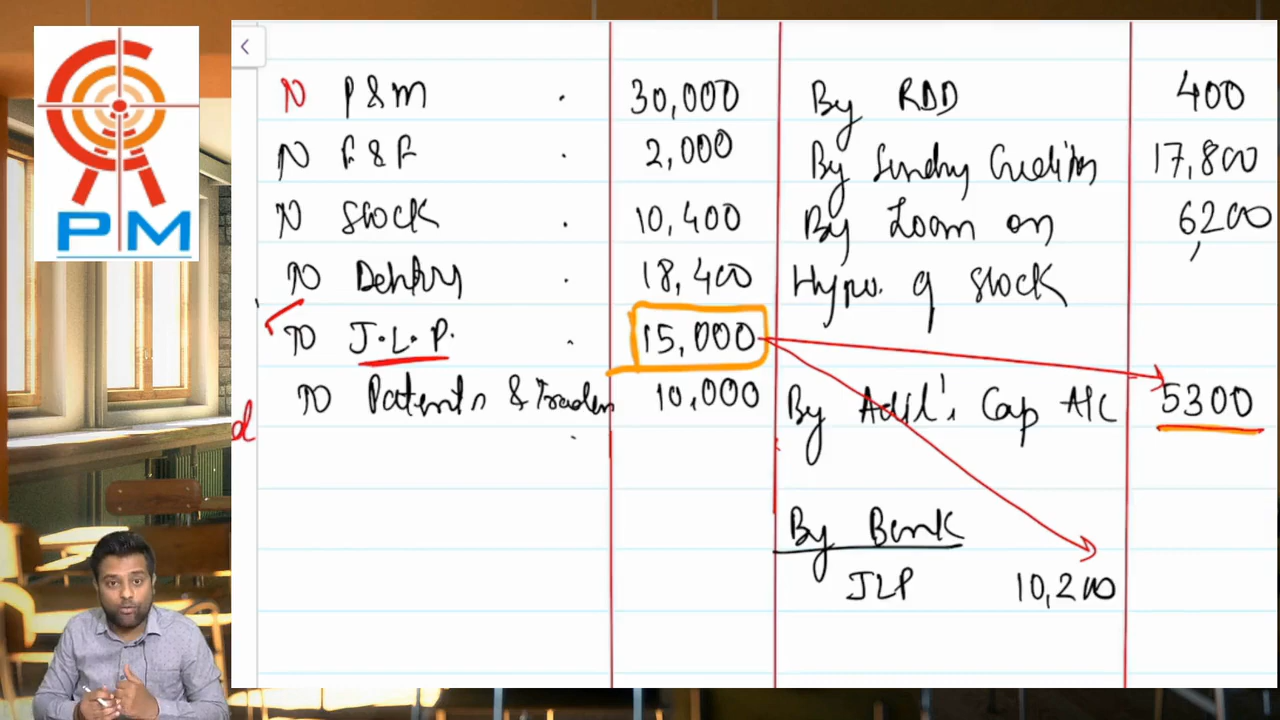 PM
To P&M 30,000 By RDD 400
To F&F 2,000 By Sundry Creditors 17,800
To Stock 10,400 By Loan on 6,200
To Debtors 18,400 Hypo. of Stock
To J.L.P. 15,000
To Patents & Tradem 10,000 By Adil's Cap A/C 5300
d
By Bank
JLP 10,200